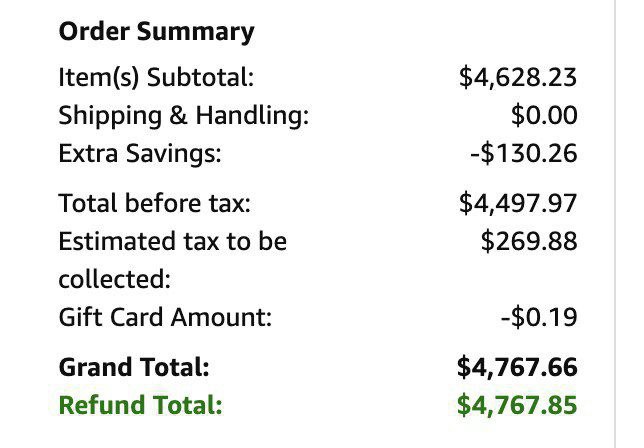 Order Summary
Item(s) Subtotal: $4,628.23
Shipping & Handling: $0.00
Extra Savings: -$130.26
Total before tax: $4,497.97
Estimated tax to be $269.88
collected:
Gift Card Amount: -$0.19
Grand Total: $4,767.66
Refund Total: $4,767.85